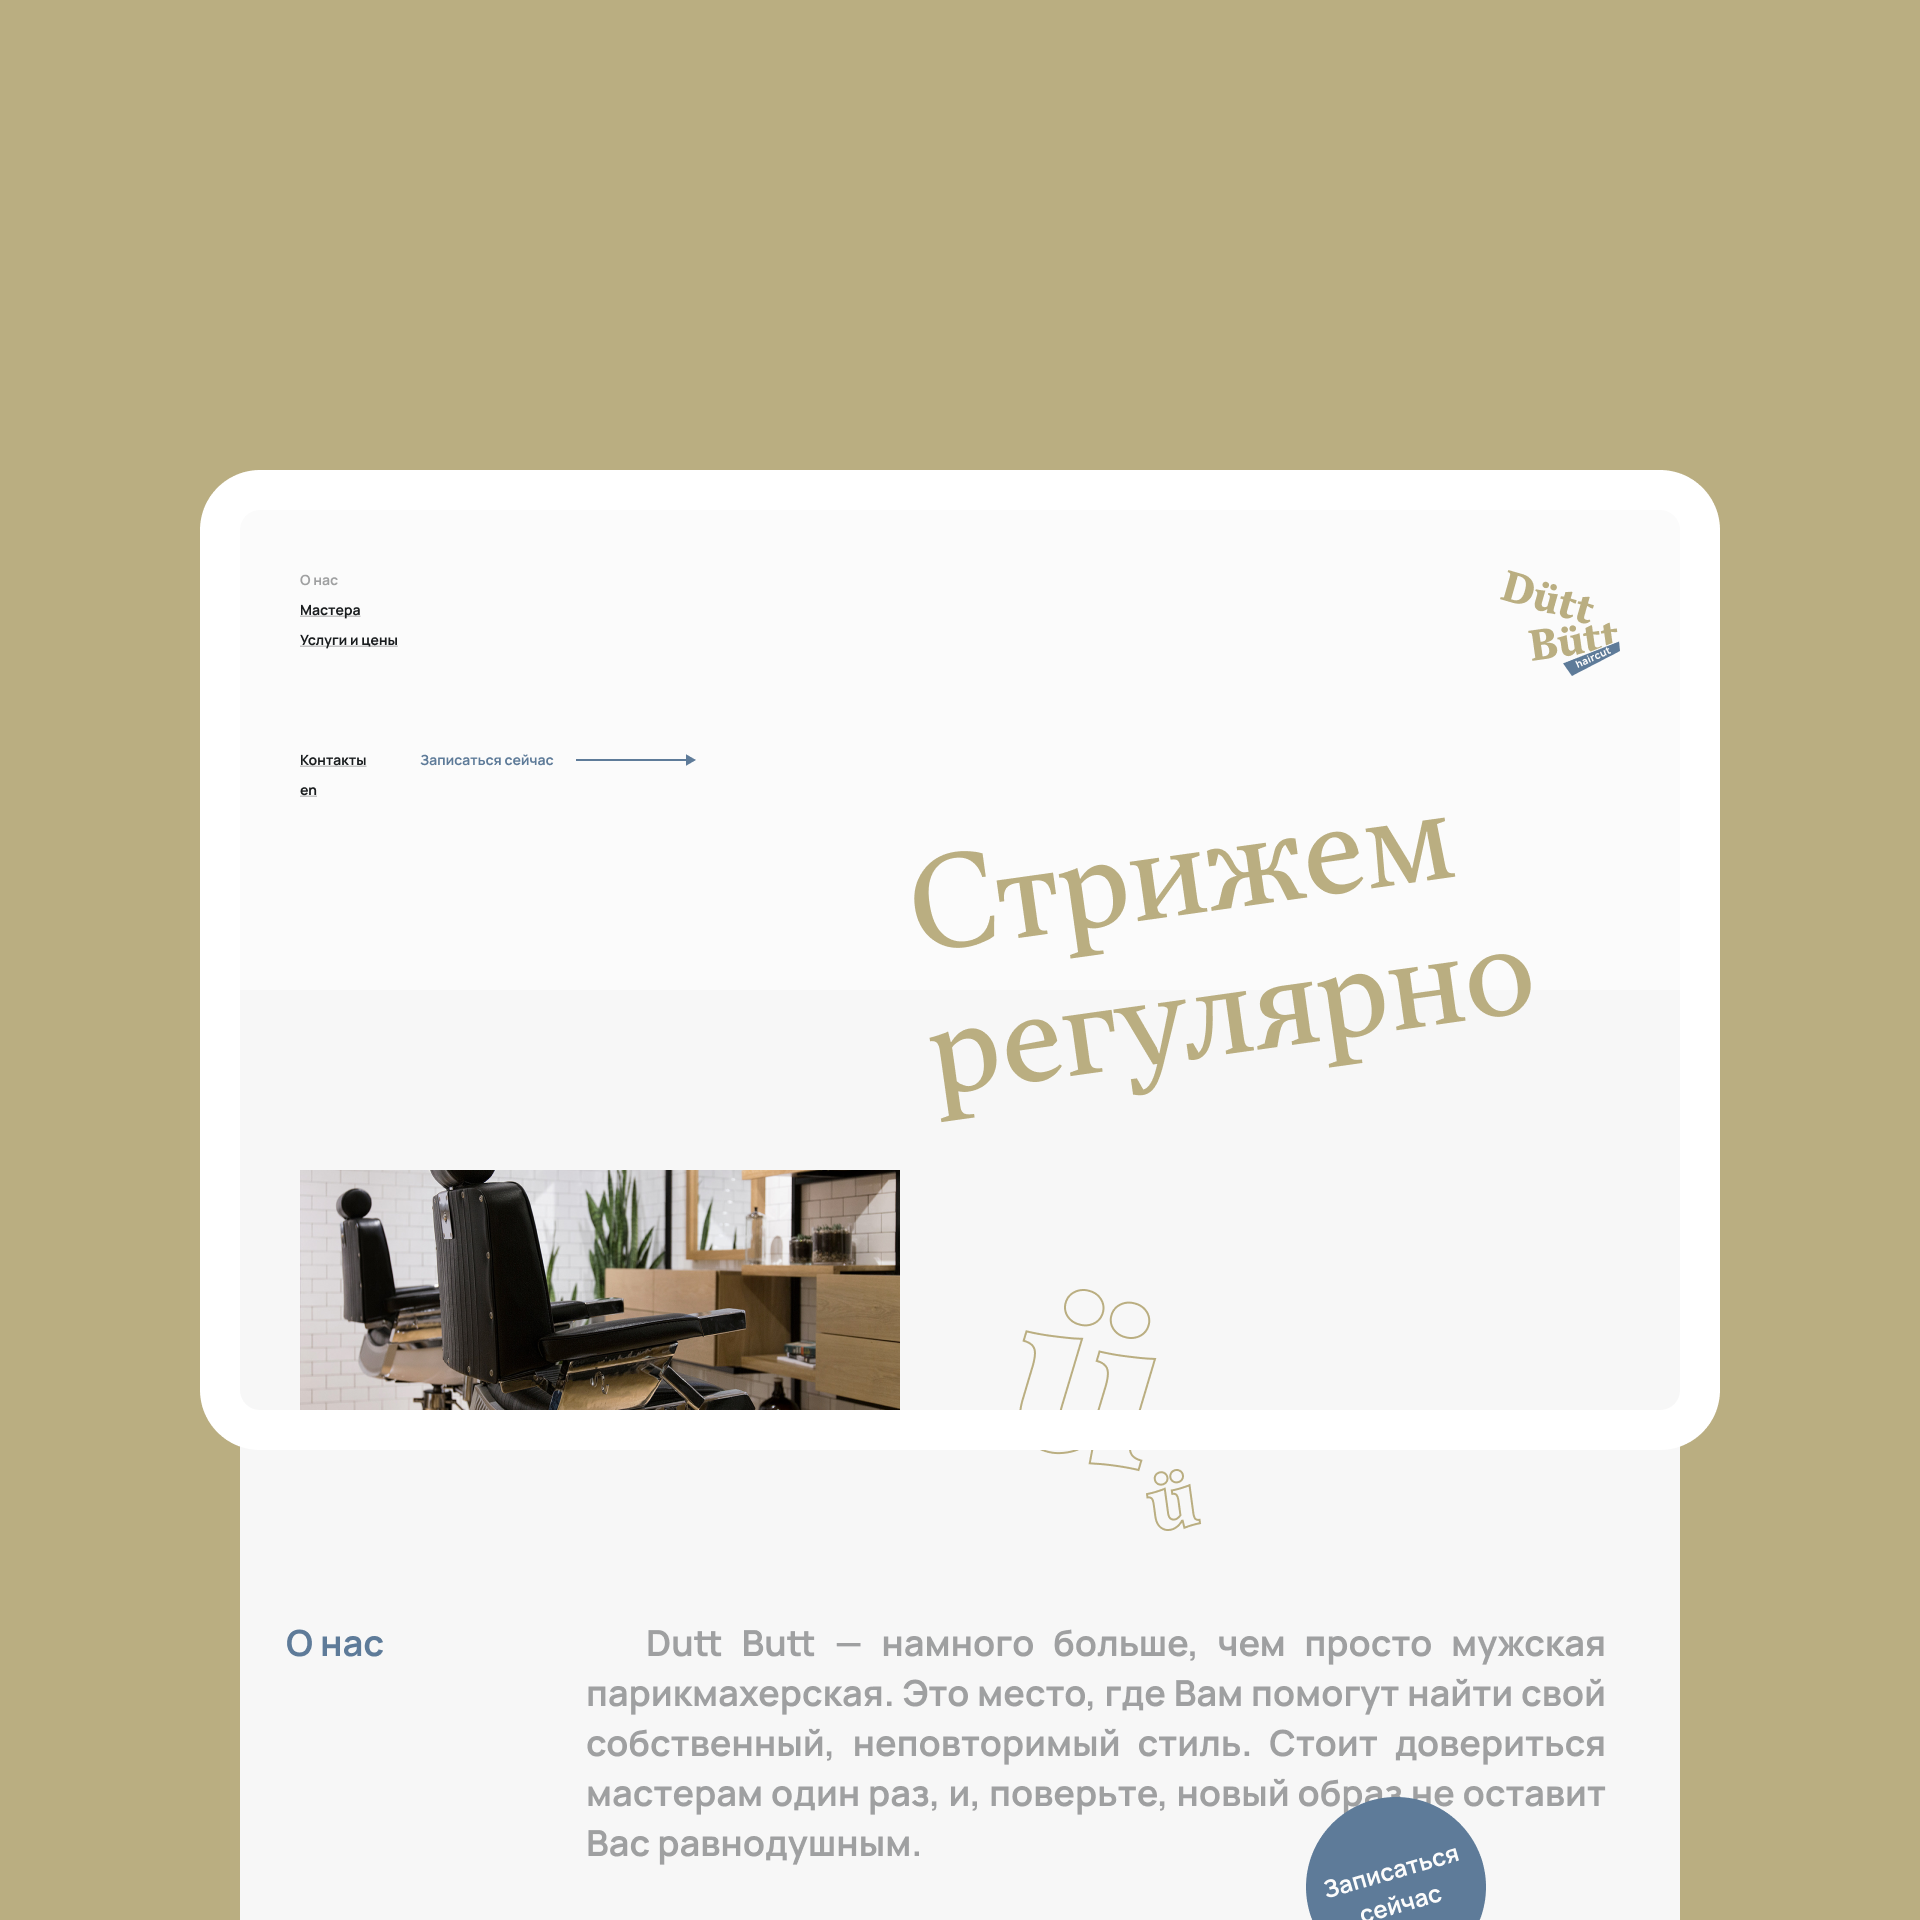 О нас
Мастера
Услуги и цены
Dütt
Bütt
haircut
Контакты
Записаться сейчас
en
Стрижем
регулярно
ü
ü
О нас
Dutt Butt — намного больше, чем просто мужская
парикмахерская. Это место, где Вам помогут найти свой
собственный, неповторимый стиль. Стоит довериться
мастерам один раз, и, поверьте, новый образ не оставит
Вас равнодушным.
Записаться
сейчас